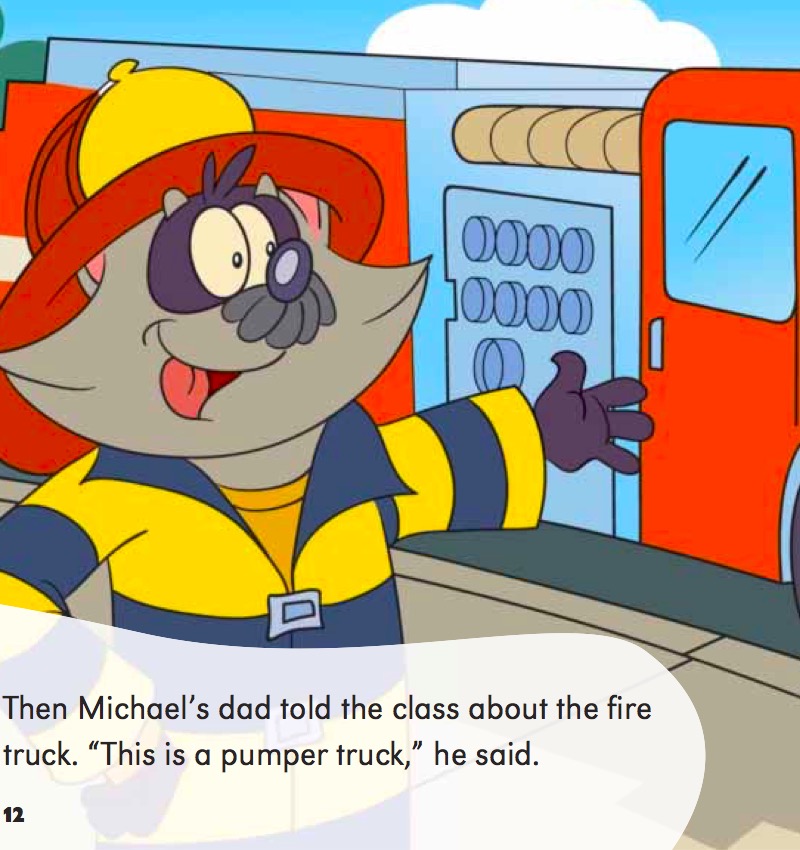 Then Michael’s dad told the class about the fire
truck. “This is a pumper truck,” he said.
12